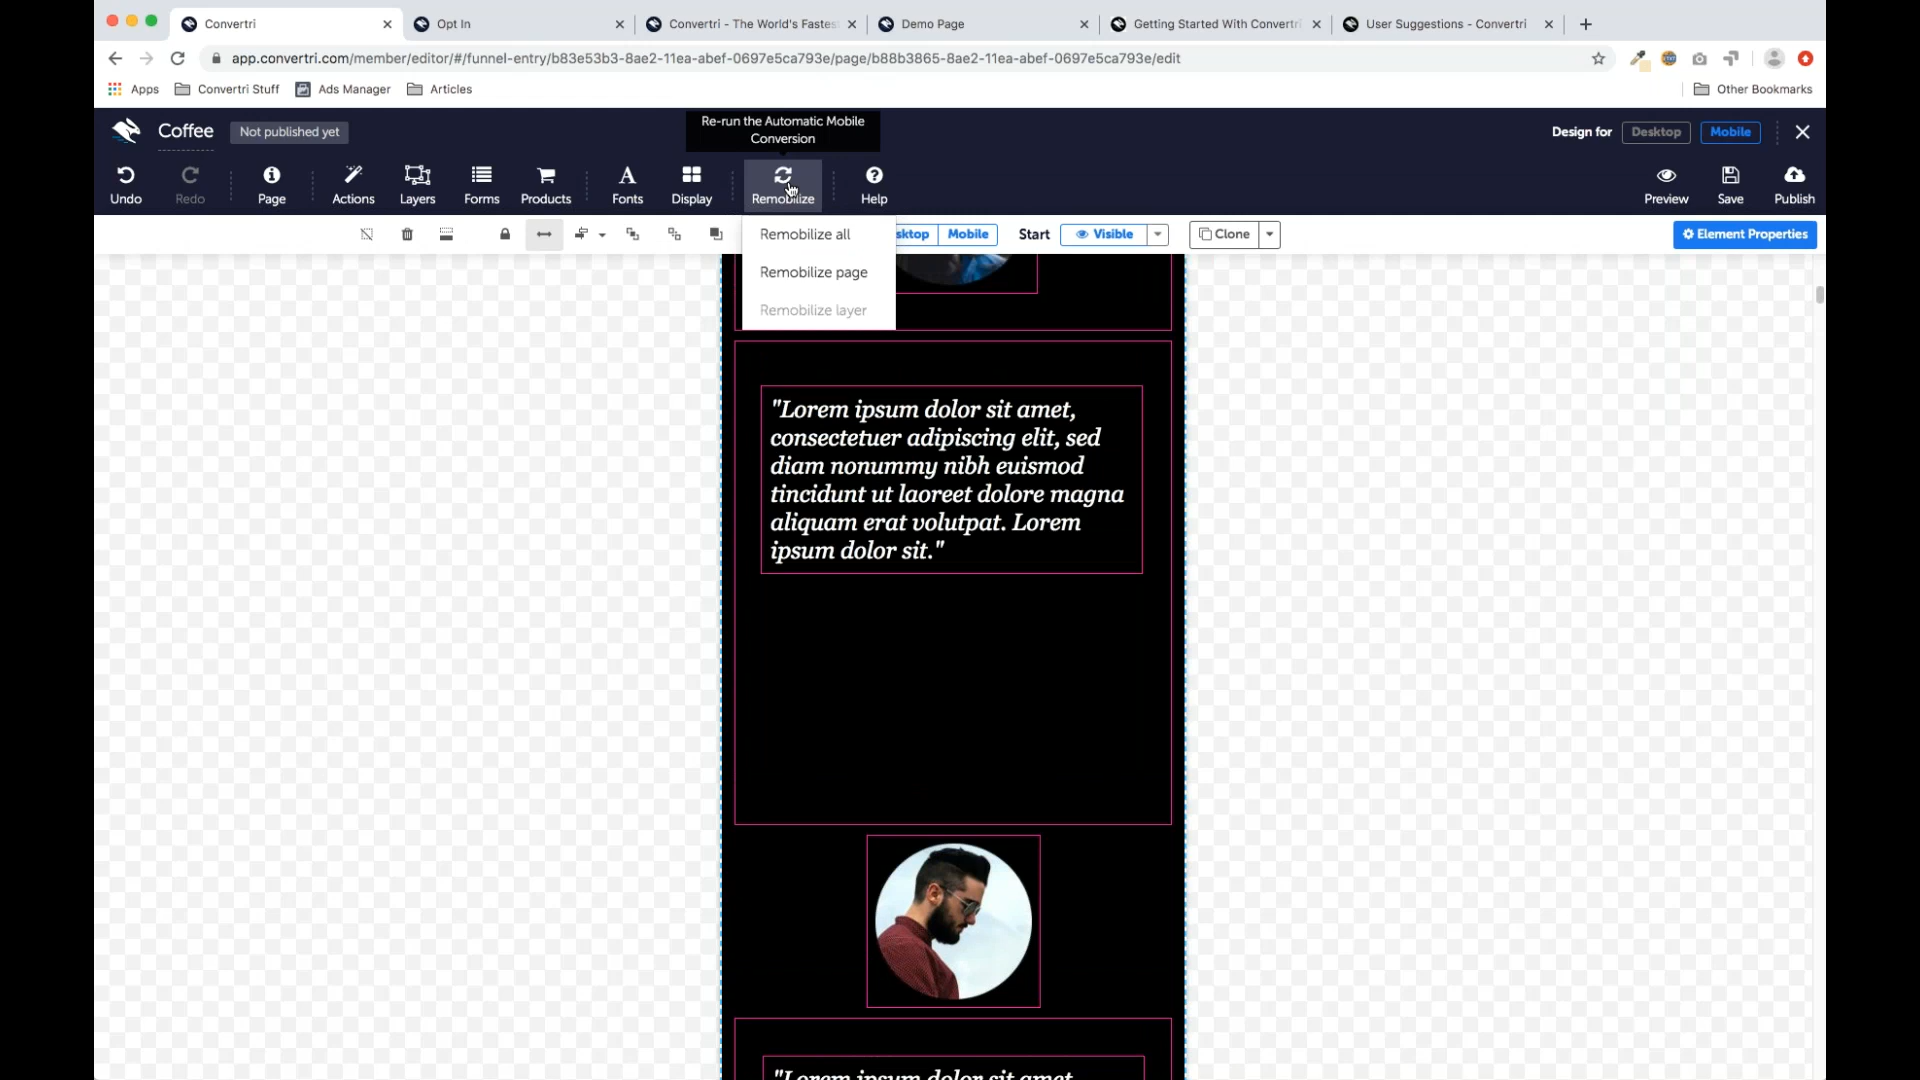 Convertri
Opt In
Convertri - The World's Fastes
Demo Page
Getting Started With Convertri
User Suggestions - Convertri
app.convertri.com/member/editor/#/funnel-entry/b83e53b3-8ae2-11ea-abef-0697e5ca793e/page/b88b3865-8ae2-11ea-abef-0697e5ca793e/edit
Apps
Convertri Stuff
Ads Manager
Articles
Other Bookmarks
Coffee
Not published yet
Re-run the Automatic Mobile
Conversion
Design for
Desktop
Mobile
Undo
Redo
Page
Actions
Layers
Forms
Products
Fonts
Display
Remobilize
Help
Preview
Save
Publish
Remobilize all
Remobilize page
Remobilize layer
sktop
Mobile
Start
Visible
Clone
Element Properties
"Lorem ipsum dolor sit amet,
consectetuer adipiscing elit, sed
diam nonummy nibh euismod
tincidunt ut laoreet dolore magna
aliquam erat volutpat. Lorem
ipsum dolor sit."
"Lorem ipsum dolor sit amet